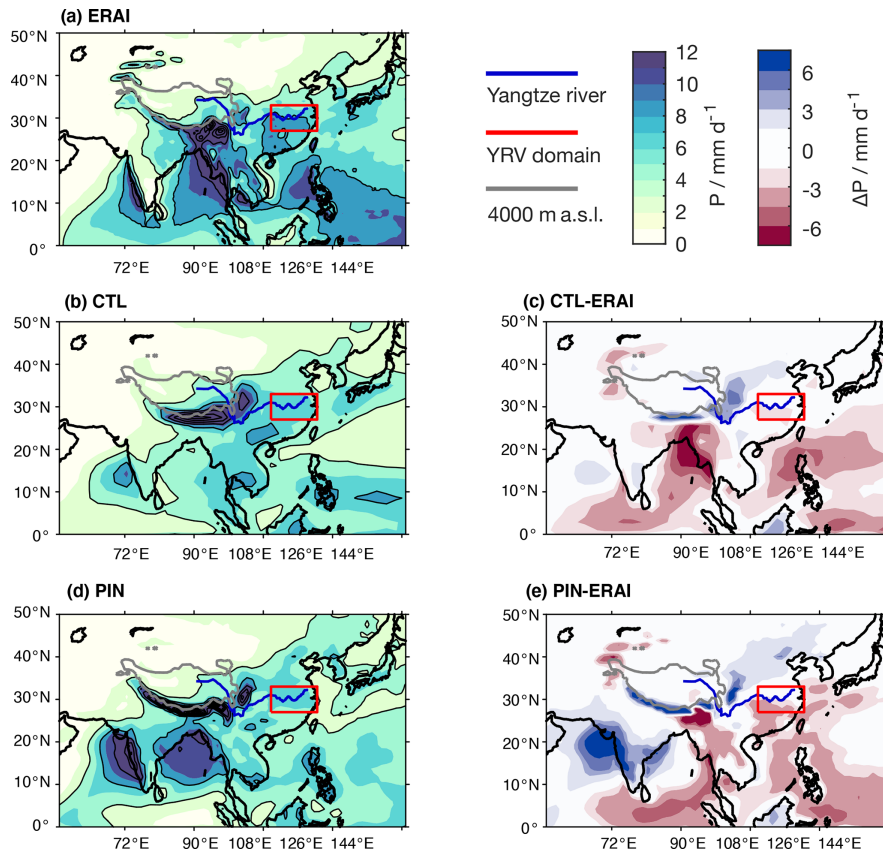 (a) ERAI
50°N
40°N
30°N
20°N
10°N
0°
72°E 90°E 108°E 126°E 144°E
Yangtze river
YRV domain
4000 m a.s.l.
12
10
8
6
4
2
0
P / mm d⁻¹
6
3
0
-3
-6
ΔP / mm d⁻¹
(b) CTL
50°N
40°N
30°N
20°N
10°N
0°
72°E 90°E 108°E 126°E 144°E
(c) CTL-ERAI
50°N
40°N
30°N
20°N
10°N
0°
72°E 90°E 108°E 126°E 144°E
(d) PIN
50°N
40°N
30°N
20°N
10°N
0°
72°E 90°E 108°E 126°E 144°E
(e) PIN-ERAI
50°N
40°N
30°N
20°N
10°N
0°
72°E 90°E 108°E 126°E 144°E